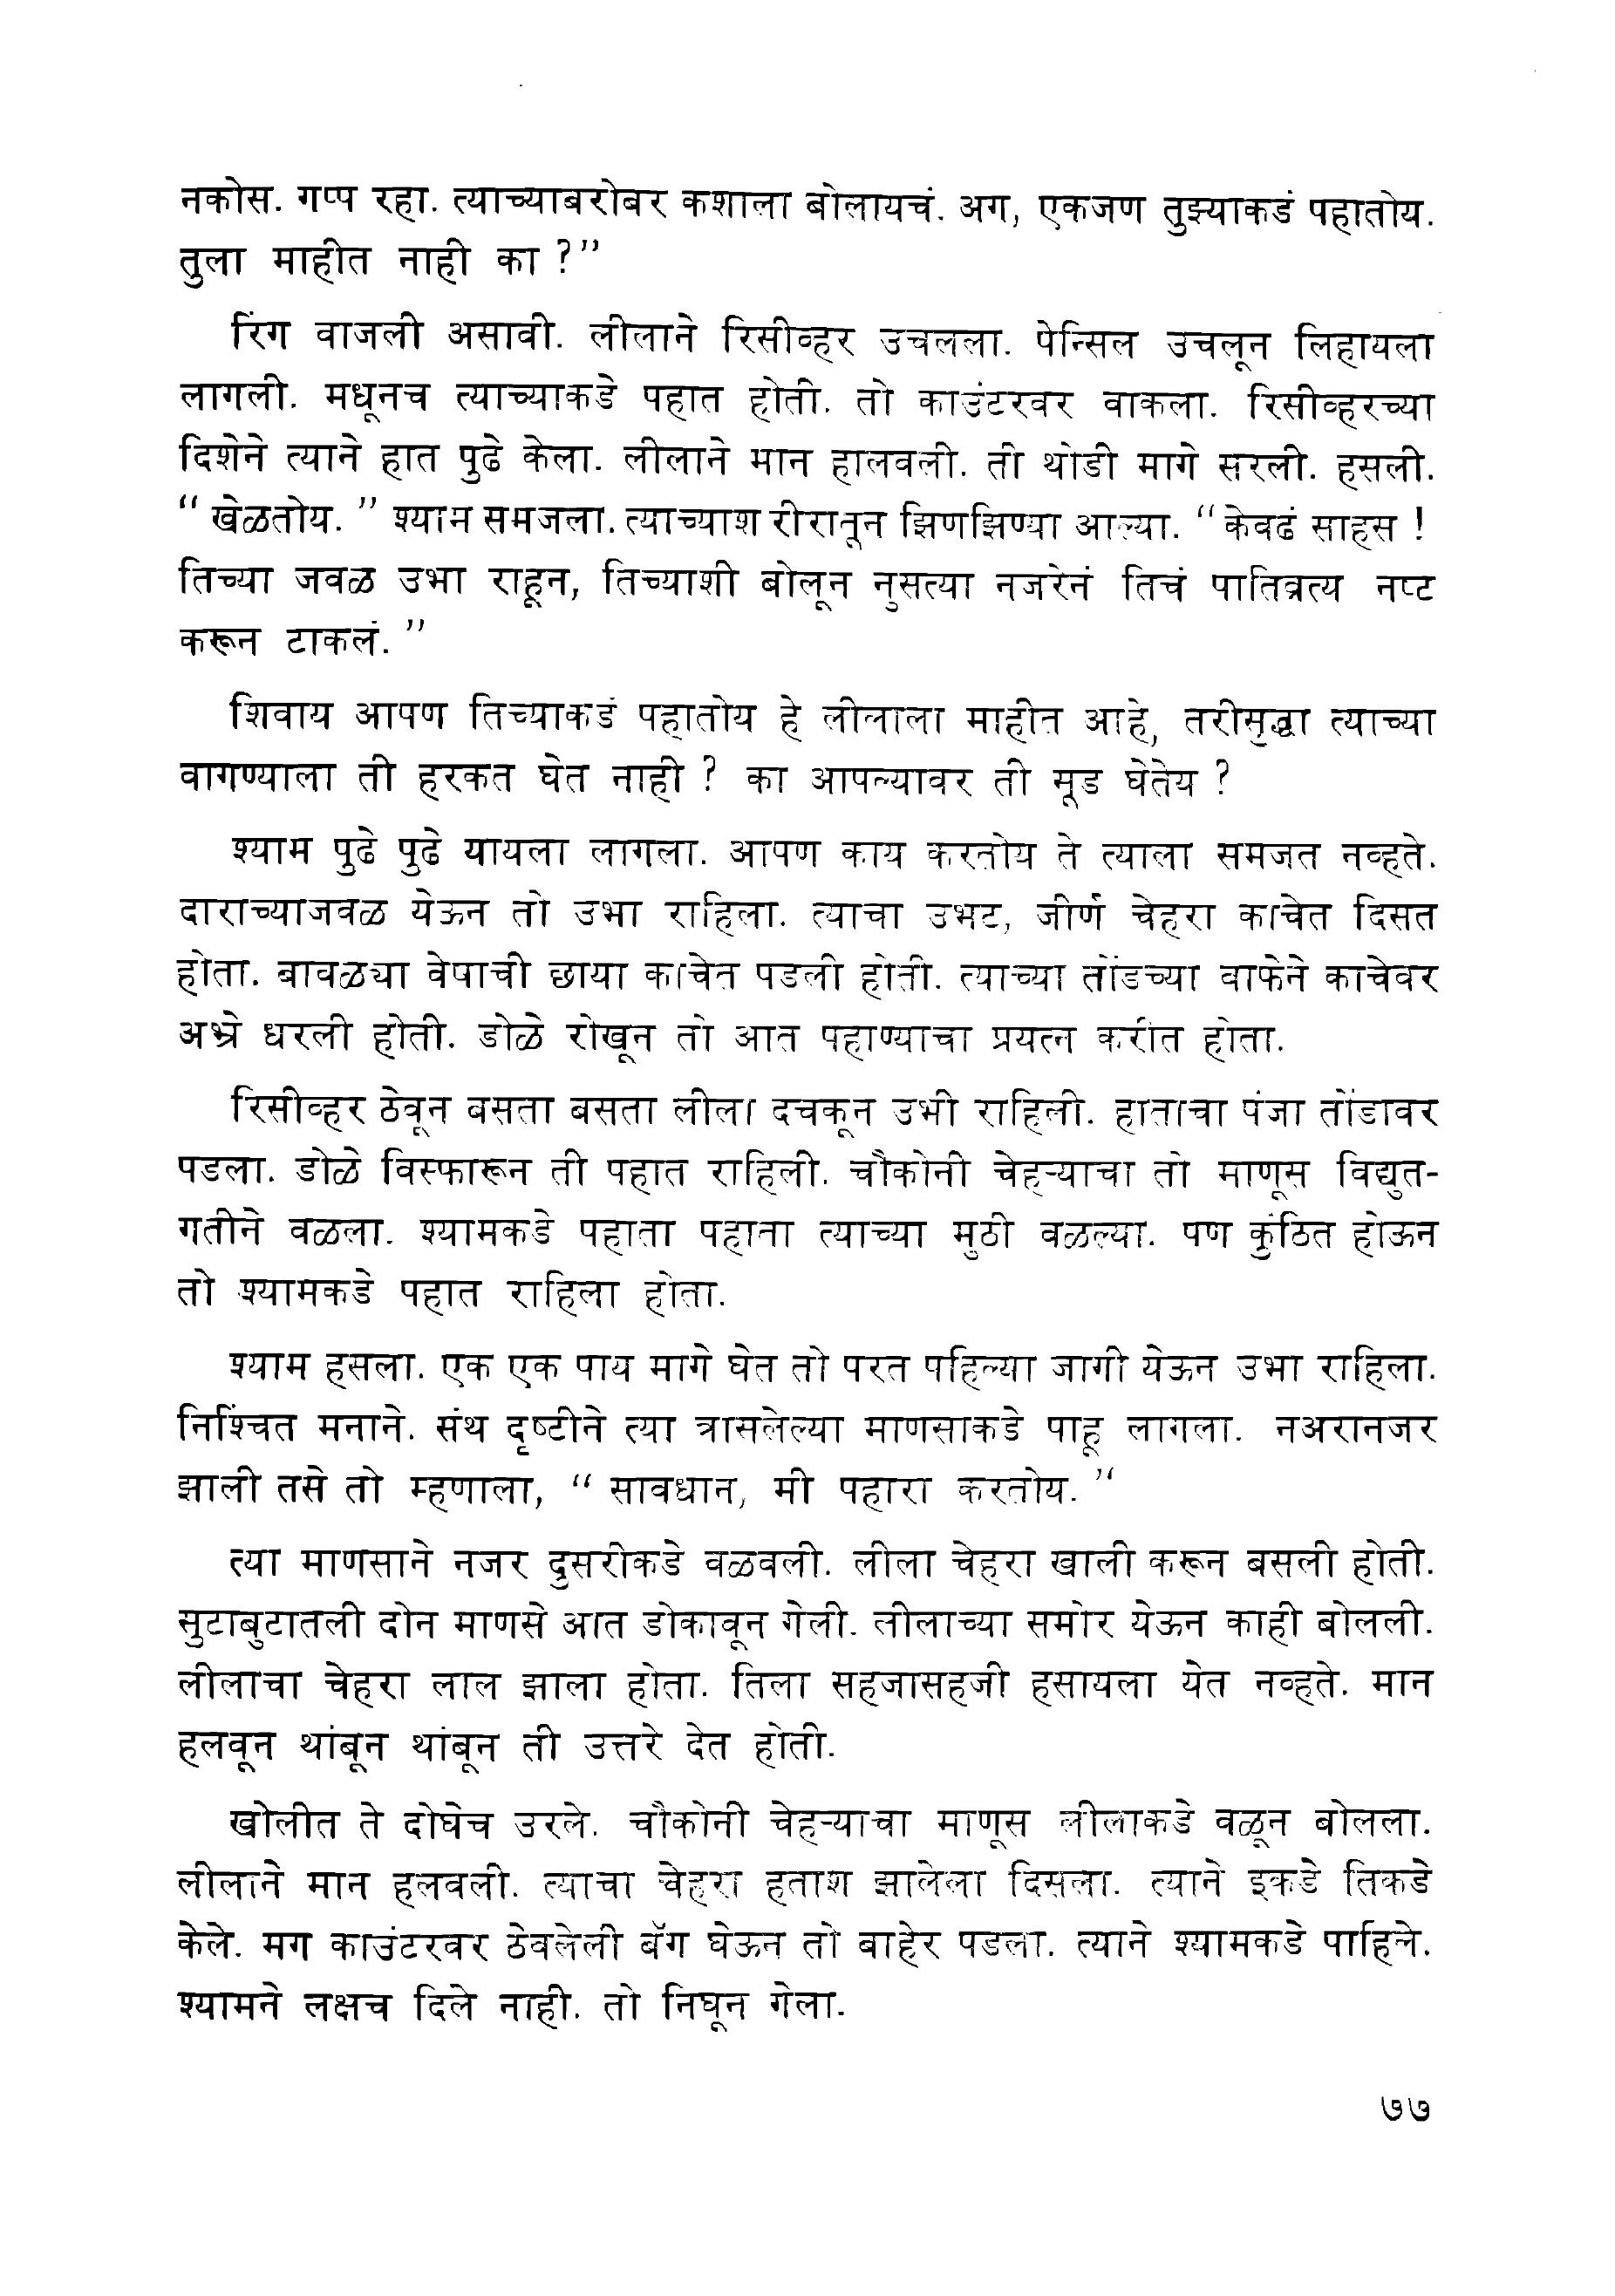 नकोस. गप्प रहा. त्याच्याबरोबर कशाला बोलायचं. अग, एकजण तुझ्याकडं पहातोय.
तुला माहीत नाही का ?”
रिंग वाजली असावी. लीलाने रिसीव्हर उचलला. पेन्सिल उचलून लिहायला
लागली. मधूनच त्याच्याकडे पहात होती. तो काउंटरवर वाकला. रिसीव्हरच्या
दिशेने त्याने हात पुढे केला. लीलाने मान हालवली. ती थोडी मागे सरली. हसली.
“ खेळतोय. ” श्याम समजला. त्याच्याश रीरातून झिणझिण्या आल्या. “ केवढं साहस !
तिच्या जवळ उभा राहून, तिच्याशी बोलून नुसत्या नजरेनं तिचं पातिव्रत्य नष्ट
करून टाकलं. ”
शिवाय आपण तिच्याकडं पहातोय हे लीलाला माहीत आहे, तरीसुद्धा त्याच्या
वागण्याला ती हरकत घेत नाही ? का आपल्यावर ती मूड घेतेय ?
श्याम पुढे पुढे यायला लागला. आपण काय करतोय ते त्याला समजत नव्हते.
दाराच्याजवळ येऊन तो उभा राहिला. त्याचा उभट, जीर्ण चेहरा काचेत दिसत
होता. बावळ्या वेषाची छाया काचेत पडली होती. त्याच्या तोंडच्या वाफेने काचेवर
अभ्रे धरली होती. डोळे रोखून तो आत पहाण्याचा प्रयत्न करीत होता.
रिसीव्हर ठेवून बसता बसता लीला दचकून उभी राहिली. हाताचा पंजा तोंडावर
पडला. डोळे विस्फारून ती पहात राहिली. चौकोनी चेहऱ्याचा तो माणूस विद्युत-
गतीने वळला. श्यामकडे पहाता पहाता त्याच्या मुठी वळल्या. पण कुंठित होऊन
तो श्यामकडे पहात राहिला होता.
श्याम हसला. एक एक पाय मागे घेत तो परत पहिल्या जागी येऊन उभा राहिला.
निश्चिंत मनाने. संथ दृष्टीने त्या त्रासलेल्या माणसाकडे पाहू लागला. नअरानजर
झाली तसे तो म्हणाला, “ सावधान, मी पहारा करतोय. ”
त्या माणसाने नजर दुसरीकडे वळवली. लीला चेहरा खाली करून बसली होती.
सुटाबुटातली दोन माणसे आत डोकावून गेली. लीलाच्या समोर येऊन काही बोलली.
लीलाचा चेहरा लाल झाला होता. तिला सहजासहजी हसायला येत नव्हते. मान
हलवून थांबून थांबून ती उत्तरे देत होती.
खोलीत ते दोघेच उरले. चौकोनी चेहऱ्याचा माणूस लीलाकडे वळून बोलला.
लीलाने मान हलवली. त्याचा चेहरा हताश झालेला दिसला. त्याने इकडे तिकडे
केले. मग काउंटरवर ठेवलेली बॅग घेऊन तो बाहेर पडला. त्याने श्यामकडे पाहिले.
श्यामने लक्षच दिले नाही. तो निघून गेला.
७७